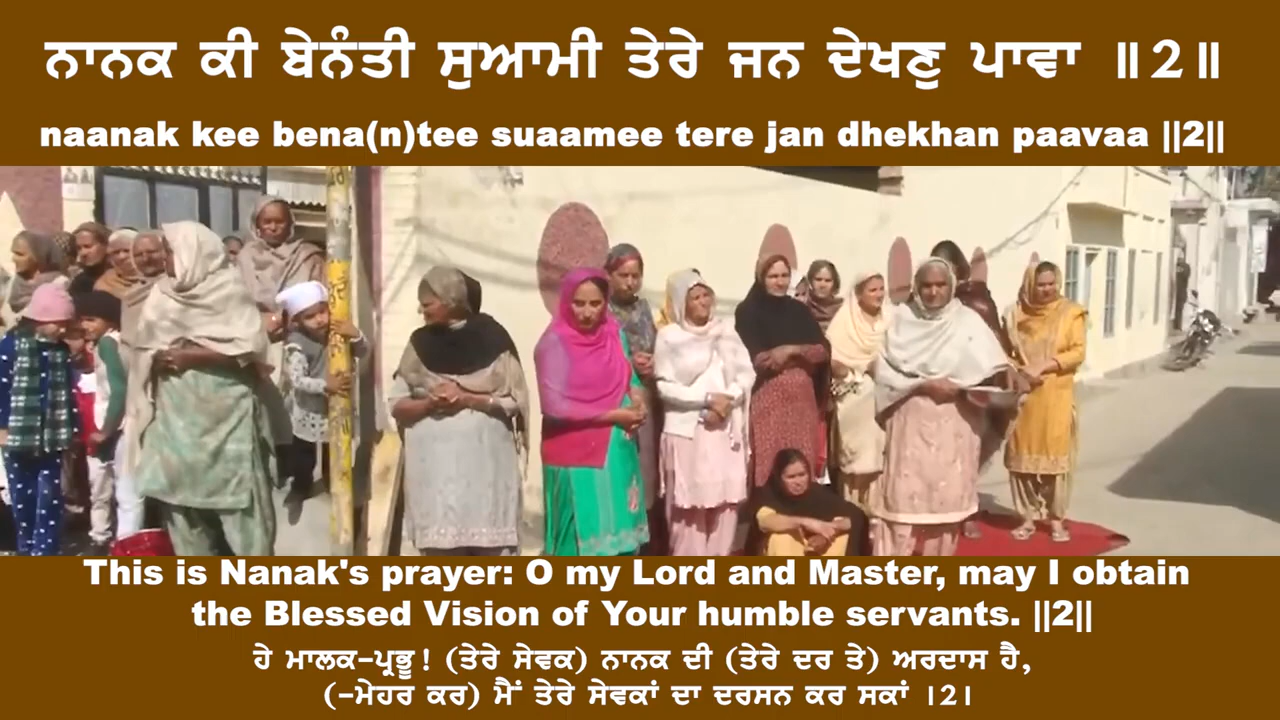 ਨਾਨਕ ਕੀ ਬੇਨੰਤੀ ਸੁਆਮੀ ਤੇਰੇ ਜਨ ਦੇਖਣੁ ਪਾਵਾ ॥2॥
naanak kee bena(n)tee suaamee tere jan dhekhan paavaa ||2||
This is Nanak's prayer: O my Lord and Master, may I obtain
the Blessed Vision of Your humble servants. ||2||
ਹੇ ਮਾਲਕ-ਪ੍ਰਭੂ! (ਤੇਰੇ ਸੇਵਕ) ਨਾਨਕ ਦੀ (ਤੇਰੇ ਦਰ ਤੇ) ਅਰਦਾਸ ਹੈ,
(-ਮੇਹਰ ਕਰ) ਮੈਂ ਤੇਰੇ ਸੇਵਕਾਂ ਦਾ ਦਰਸਨ ਕਰ ਸਕਾਂ ।2।